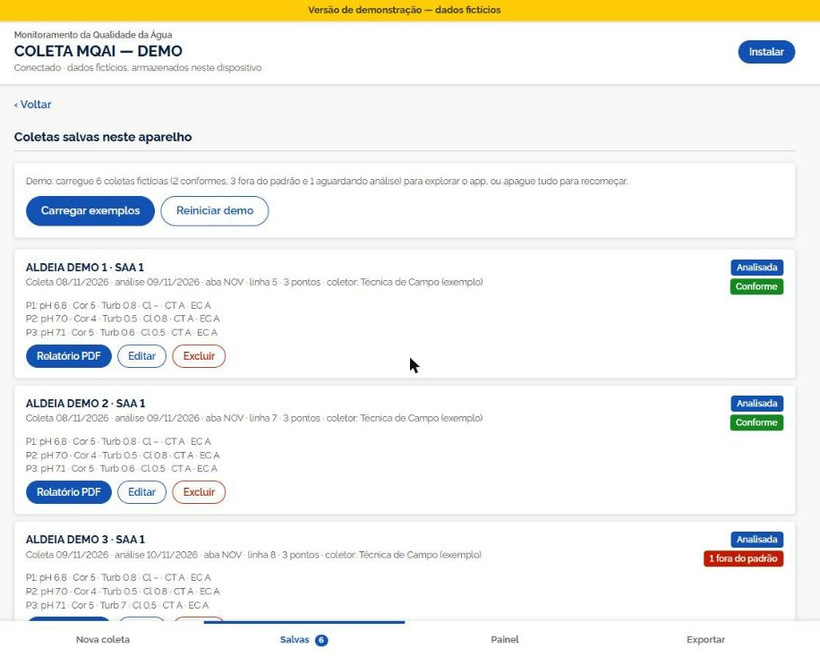 Versão de demonstração — dados fictícios
Monitoramento da Qualidade da Água
COLETA MQAI — DEMO
Conectado · dados fictícios, armazenados neste dispositivo
Instalar
‹ Voltar
Coletas salvas neste aparelho
Demo: carregue 6 coletas fictícias (2 conformes, 3 fora do padrão e 1 aguardando análise) para explorar o app, ou apague tudo para recomeçar.
Carregar exemplos
Reiniciar demo
ALDEIA DEMO 1 · SAA 1
Coleta 08/11/2026 · análise 09/11/2026 · aba NOV · linha 5 · 3 pontos · coletor: Técnica de Campo (exemplo)
Analisada
Conforme
P1: pH 6.8 · Cor 5 · Turb 0.8 · Cl – · CT A · EC A
P2: pH 7.0 · Cor 4 · Turb 0.5 · Cl 0.8 · CT A · EC A
P3: pH 7.1 · Cor 5 · Turb 0.6 · Cl 0.5 · CT A · EC A
Relatório PDF
Editar
Excluir
ALDEIA DEMO 2 · SAA 1
Coleta 08/11/2026 · análise 09/11/2026 · aba NOV · linha 7 · 3 pontos · coletor: Técnica de Campo (exemplo)
Analisada
Conforme
P1: pH 6.8 · Cor 5 · Turb 0.8 · Cl – · CT A · EC A
P2: pH 7.0 · Cor 4 · Turb 0.5 · Cl 0.8 · CT A · EC A
P3: pH 7.1 · Cor 5 · Turb 0.6 · Cl 0.5 · CT A · EC A
Relatório PDF
Editar
Excluir
ALDEIA DEMO 3 · SAA 1
Coleta 09/11/2026 · análise 10/11/2026 · aba NOV · linha 8 · 3 pontos · coletor: Técnica de Campo (exemplo)
Analisada
1 fora do padrão
P1: pH 6.8 · Cor 5 · Turb 0.8 · Cl – · CT A · EC A
P2: pH 7.0 · Cor 4 · Turb 0.5 · Cl 0.8 · CT A · EC A
P3: pH 7.1 · Cor 5 · Turb 7 · Cl 0.5 · CT A · EC A
Nova coleta
Salvas 6
Painel
Exportar